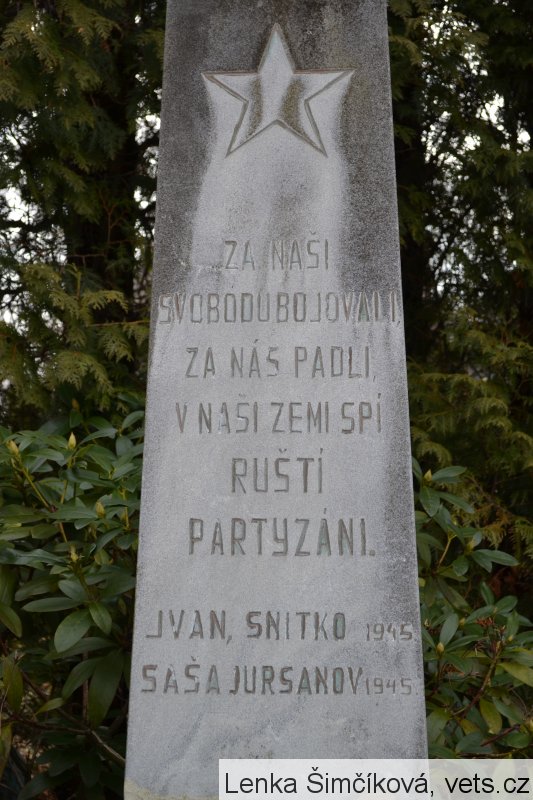 ZA NAŠI
SVOBODU BOJOVALI,
ZA NÁS PADLI,
V NAŠI ZEMI SPÍ
RUŠTÍ
PARTYZÁNI.
JVAN, SNITKO 1945
SAŠA JURSANOV 1945
Lenka Šimčíková, vets.cz